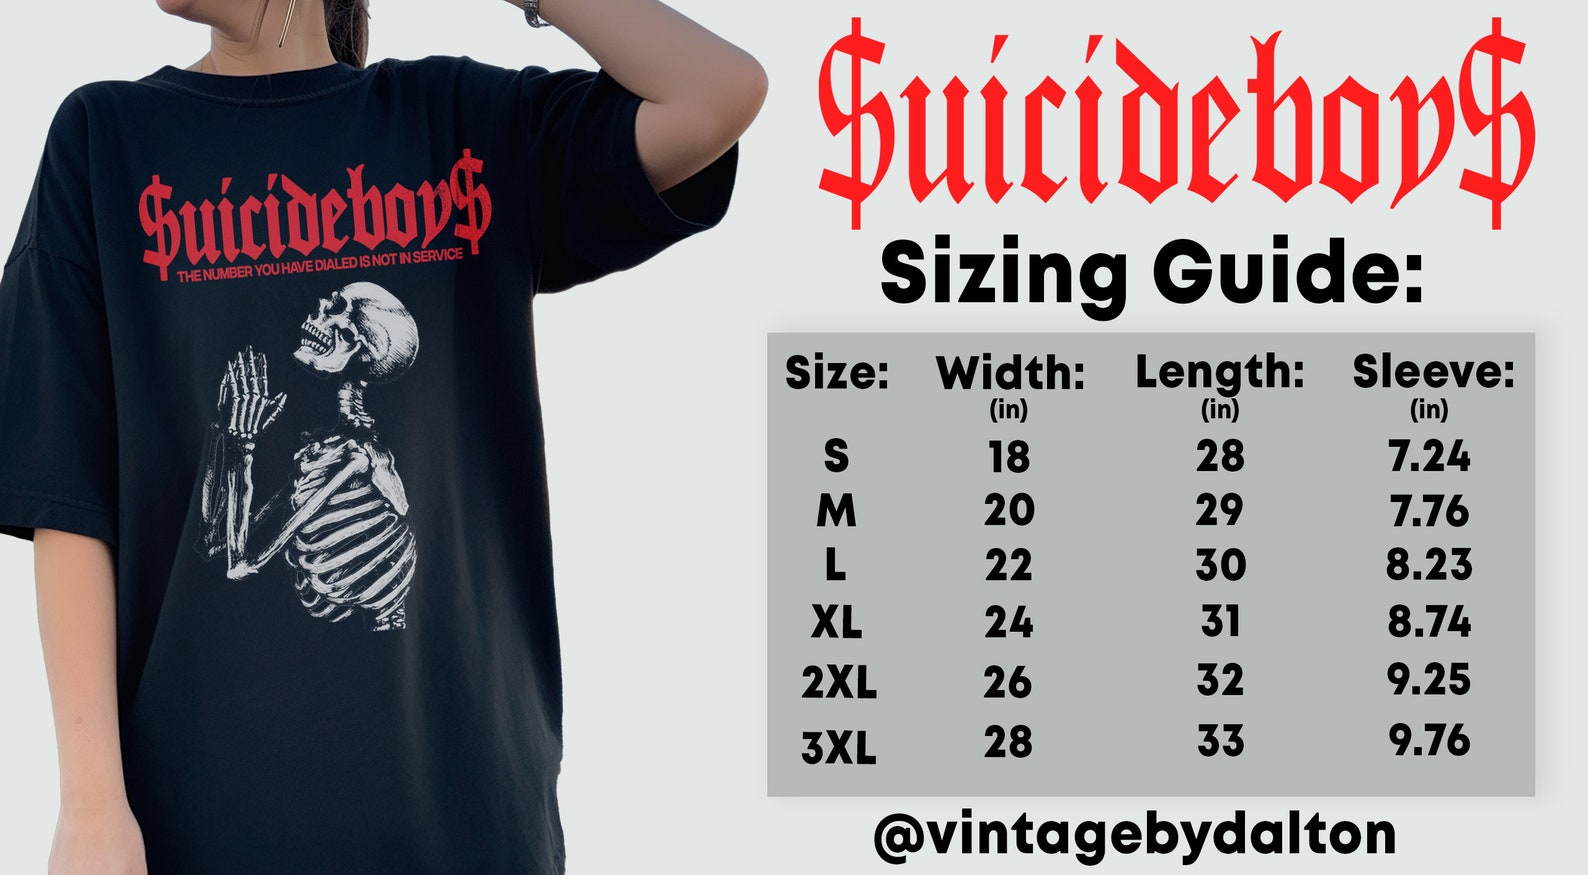 $uicideboy$
THE NUMBER YOU HAVE DIALED IS NOT IN SERVICE
$uicideboy$
Sizing Guide:
Size: Width: Length: Sleeve:
(in) (in) (in)
S 18 28 7.24
M 20 29 7.76
L 22 30 8.23
XL 24 31 8.74
2XL 26 32 9.25
3XL 28 33 9.76
@vintagebydalton